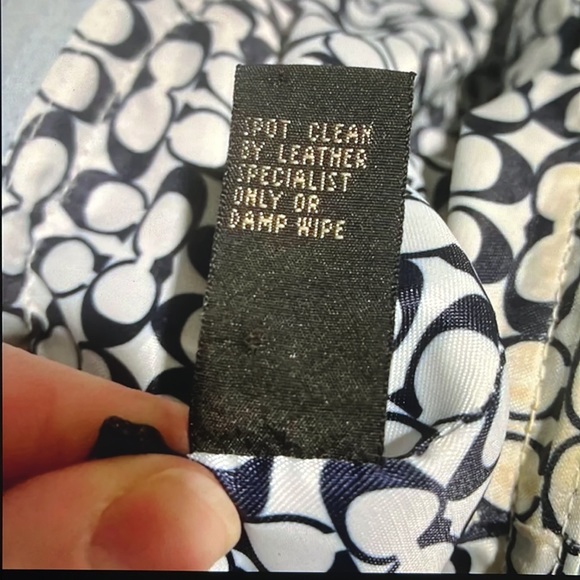 SPOT CLEAN
BY LEATHER
SPECIALIST
ONLY OR
DAMP WIPE